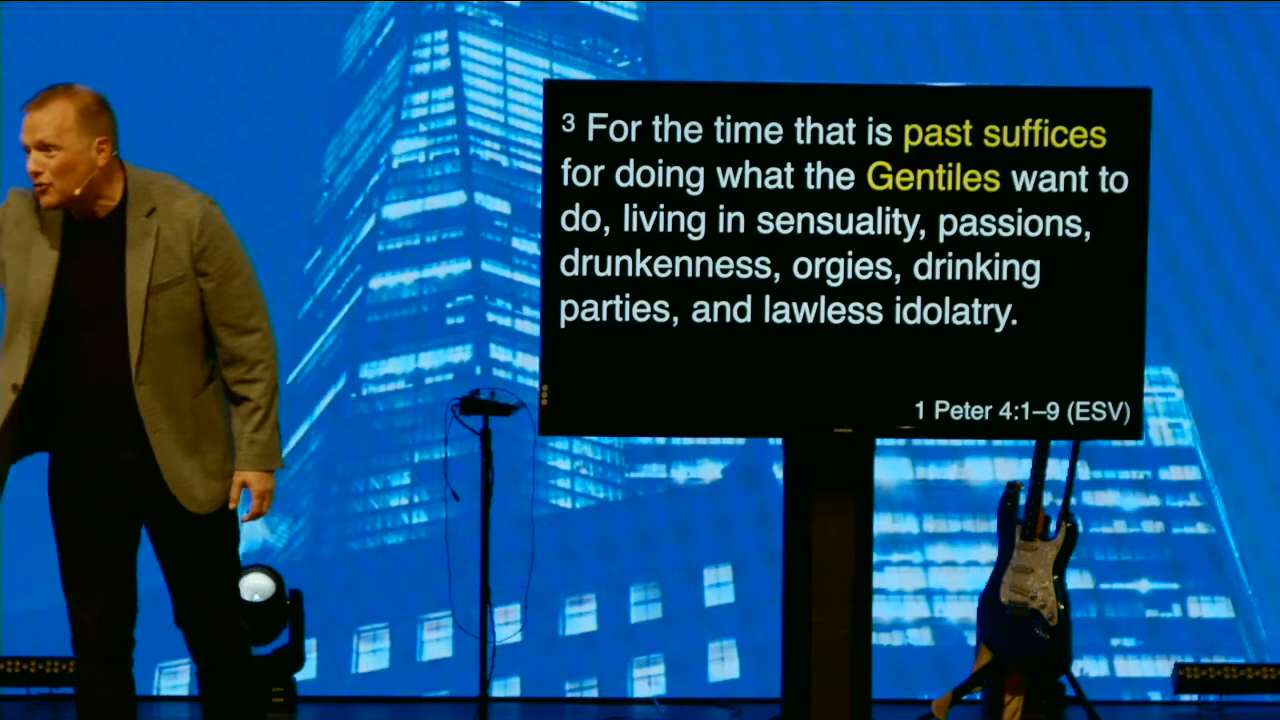 ³ For the time that is past suffices
for doing what the Gentiles want to
do, living in sensuality, passions,
drunkenness, orgies, drinking
parties, and lawless idolatry.
1 Peter 4:1–9 (ESV)